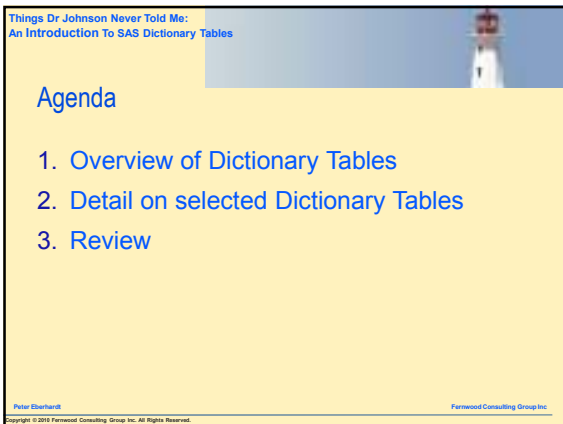 Things Dr Johnson Never Told Me:
An Introduction To SAS Dictionary Tables
Agenda
1. Overview of Dictionary Tables
2. Detail on selected Dictionary Tables
3. Review
Peter Eberhardt Fernwood Consulting Group Inc
Copyright © 2010 Fernwood Consulting Group Inc. All Rights Reserved.